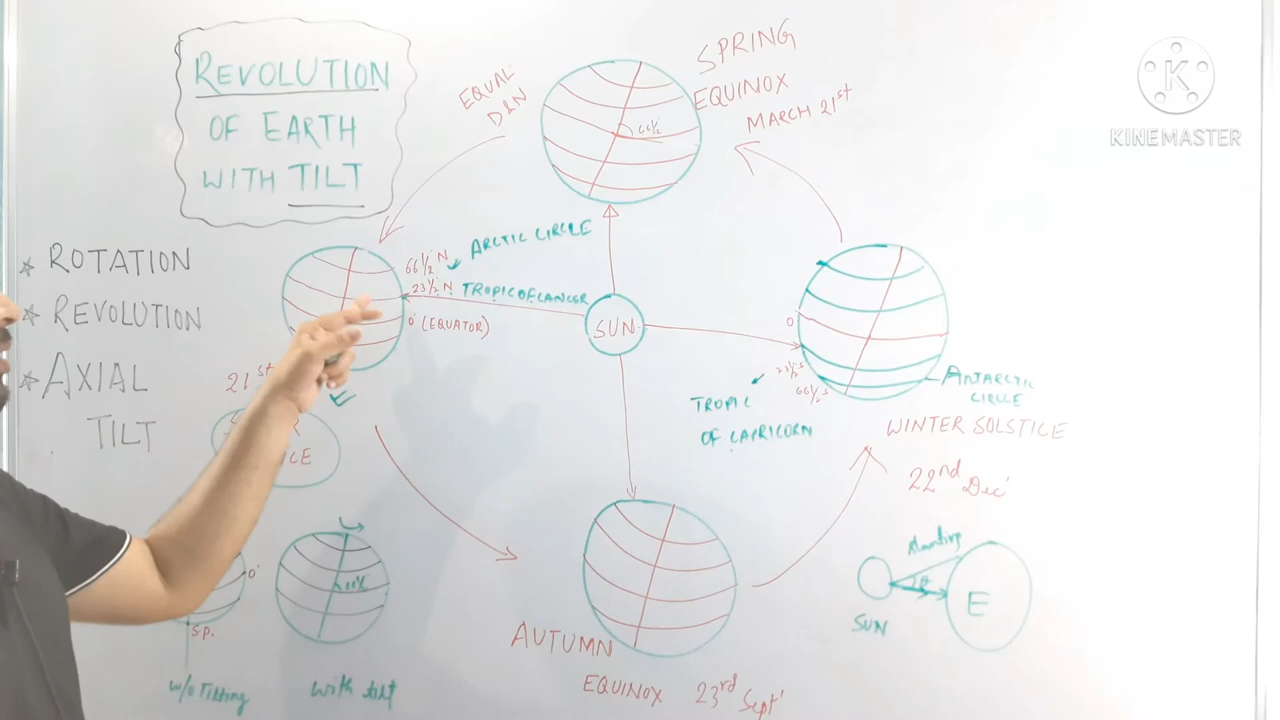 REVOLUTION
OF EARTH
WITH TILT
★ ROTATION
★ REVOLUTION
★ AXIAL
TILT
EQUAL
D&N
SPRING
EQUINOX
MARCH 21st
66½
KINEMASTER
66½° N
ARCTIC CIRCLE
23½° N TROPIC OF CANCER
0° (EQUATOR)
SUN
0°
23½°S
66½°S
TROPIC
OF CAPRICORN
ANTARCTIC
CIRCLE
WINTER SOLSTICE
22nd Dec'
21st
E
0°
S.P.
w/o Tilting
66½
with tilt
AUTUMN
EQUINOX 23rd Sept'
slanting
SUN
E